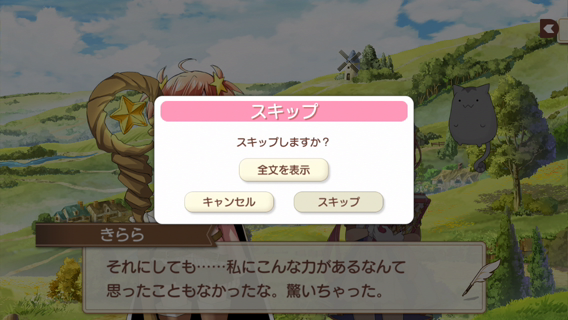 スキップ
スキップしますか？
全文を表示
キャンセル
スキップ
きらら
それにしても……私にこんな力があるなんて
思ったこともなかったな。驚いちゃった。